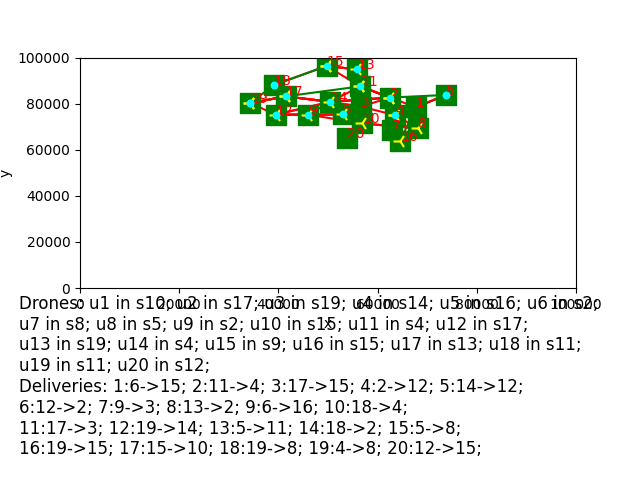 100000
80000
60000
40000
20000
0
y
15
Drones: u1 in s10; u2 in s17; u3 in s19; u4 in s14; u5 in s16; u6 in s2;
u7 in s8; u8 in s5; u9 in s2; u10 in s15; u11 in s4; u12 in s17;
u13 in s19; u14 in s4; u15 in s9; u16 in s15; u17 in s13; u18 in s11;
u19 in s11; u20 in s12;
Deliveries: 1:6->15; 2:11->4; 3:17->15; 4:2->12; 5:14->12;
6:12->2; 7:9->3; 8:13->2; 9:6->16; 10:18->4;
11:17->3; 12:19->14; 13:5->11; 14:18->2; 15:5->8;
16:19->15; 17:15->10; 18:19->8; 19:4->8; 20:12->15;